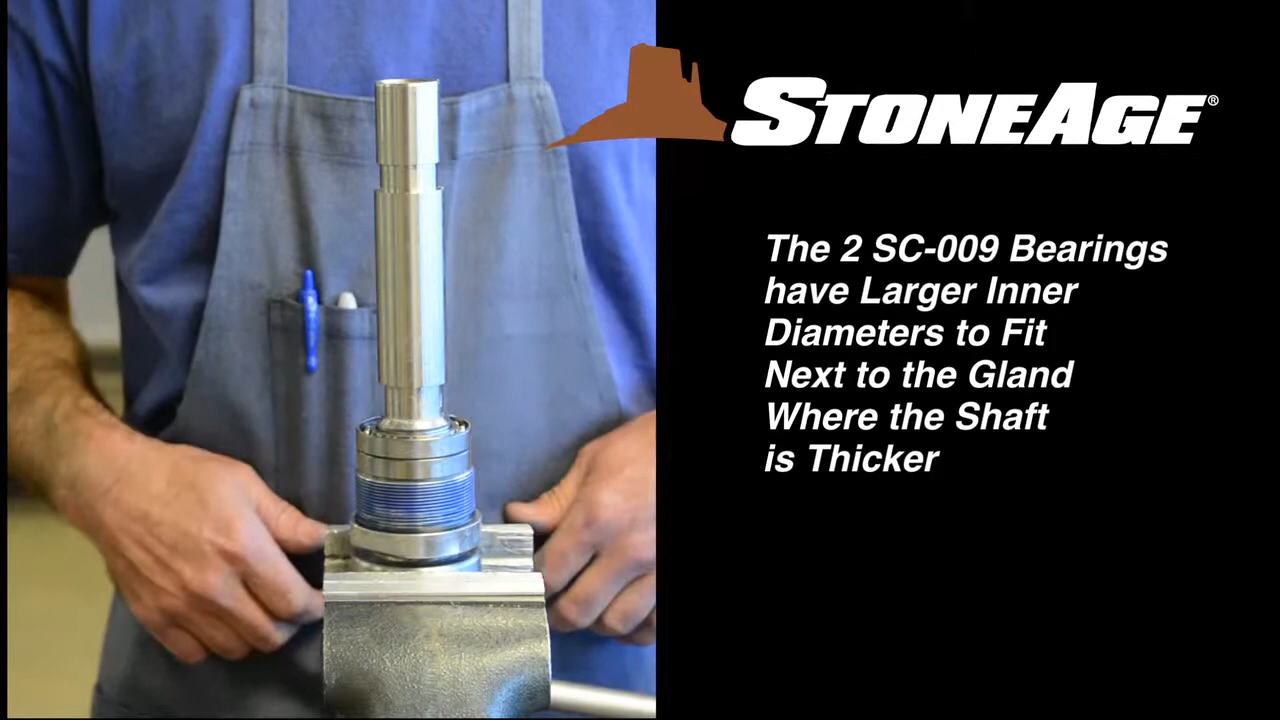 STONEAGE®
The 2 SC-009 Bearings
have Larger Inner
Diameters to Fit
Next to the Gland
Where the Shaft
is Thicker